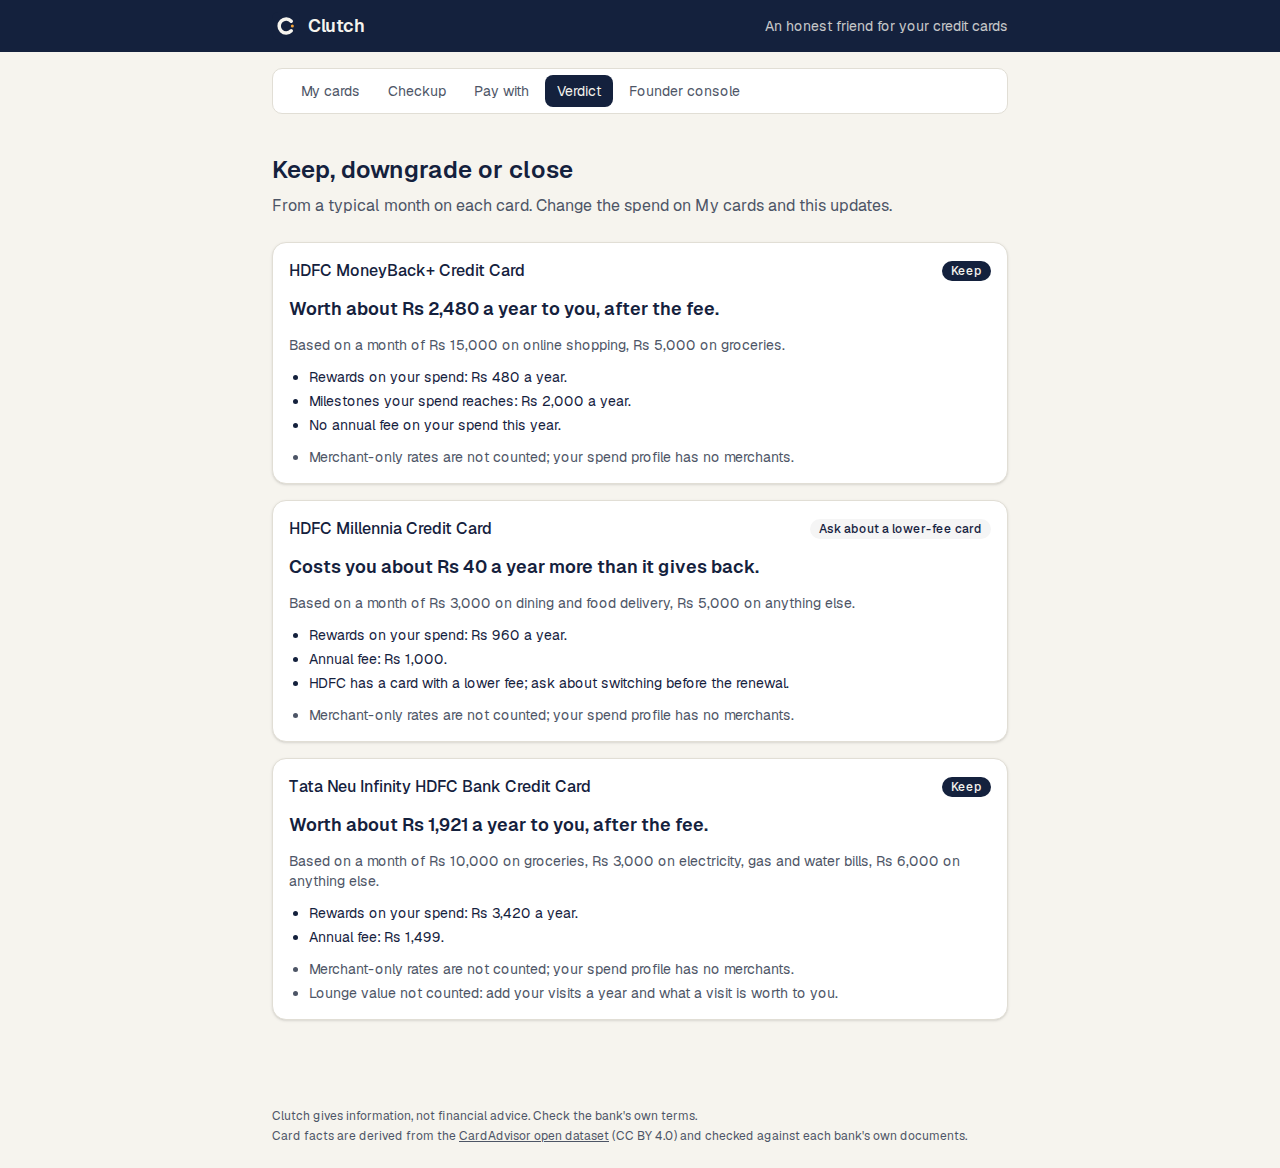 Clutch
An honest friend for your credit cards
My cards
Checkup
Pay with
Verdict
Founder console
Keep, downgrade or close
From a typical month on each card. Change the spend on My cards and this updates.
HDFC MoneyBack+ Credit Card
Keep
Worth about Rs 2,480 a year to you, after the fee.
Based on a month of Rs 15,000 on online shopping, Rs 5,000 on groceries.
Rewards on your spend: Rs 480 a year.
Milestones your spend reaches: Rs 2,000 a year.
No annual fee on your spend this year.
Merchant-only rates are not counted; your spend profile has no merchants.
HDFC Millennia Credit Card
Ask about a lower-fee card
Costs you about Rs 40 a year more than it gives back.
Based on a month of Rs 3,000 on dining and food delivery, Rs 5,000 on anything else.
Rewards on your spend: Rs 960 a year.
Annual fee: Rs 1,000.
HDFC has a card with a lower fee; ask about switching before the renewal.
Merchant-only rates are not counted; your spend profile has no merchants.
Tata Neu Infinity HDFC Bank Credit Card
Keep
Worth about Rs 1,921 a year to you, after the fee.
Based on a month of Rs 10,000 on groceries, Rs 3,000 on electricity, gas and water bills, Rs 6,000 on
anything else.
Rewards on your spend: Rs 3,420 a year.
Annual fee: Rs 1,499.
Merchant-only rates are not counted; your spend profile has no merchants.
Lounge value not counted: add your visits a year and what a visit is worth to you.
Clutch gives information, not financial advice. Check the bank's own terms.
Card facts are derived from the CardAdvisor open dataset (CC BY 4.0) and checked against each bank's own documents.